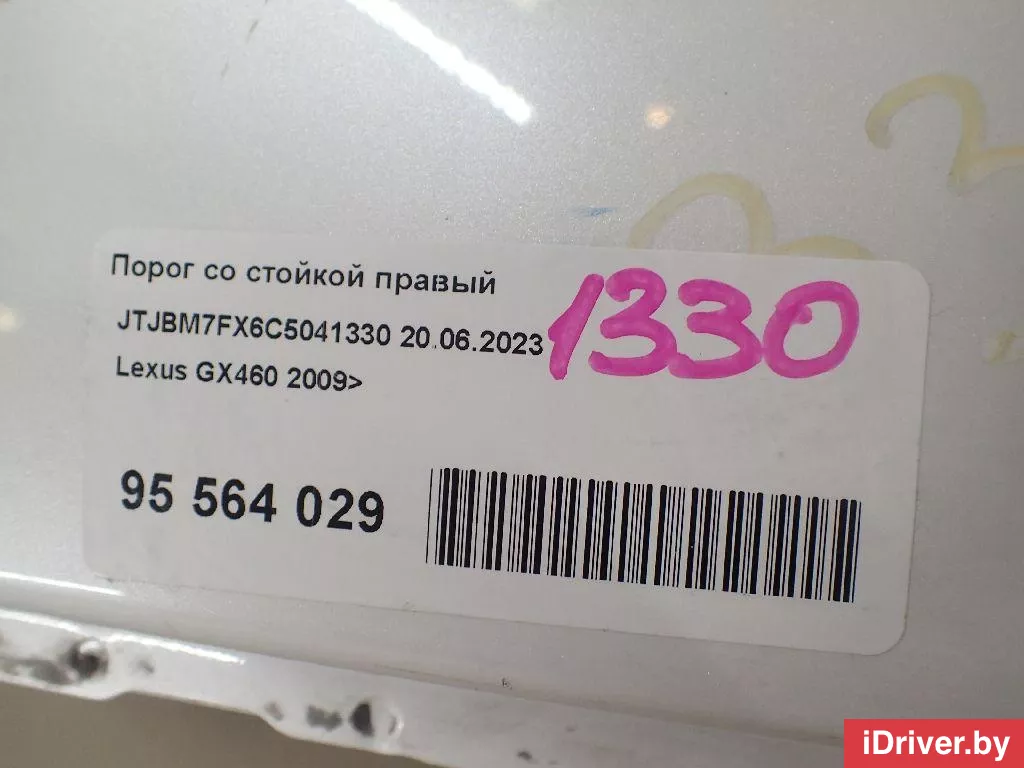 Порог со стойкой правый
JTJBM7FX6C5041330 20.06.2023
Lexus GX460 2009>
1330
95 564 029
iDriver.by